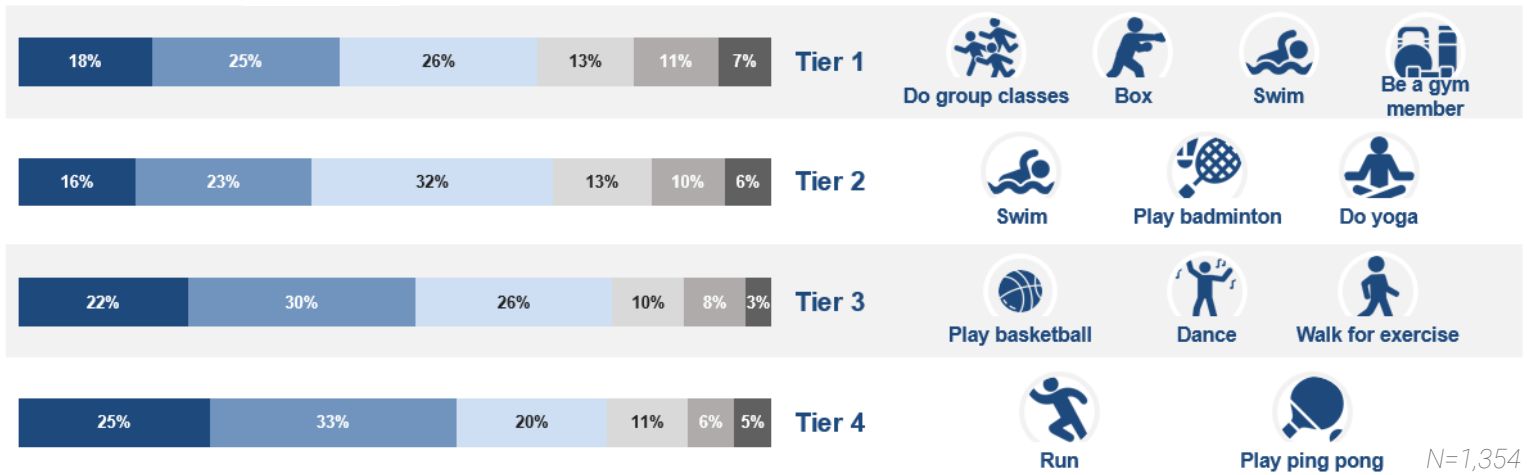 18% 25% 26% 13% 11% 7% Tier 1
Do group classes Box Swim Be a gym
member
16% 23% 32% 13% 10% 6% Tier 2
Swim Play badminton Do yoga
22% 30% 26% 10% 8% 3% Tier 3
Play basketball Dance Walk for exercise
25% 33% 20% 11% 6% 5% Tier 4
Run Play ping pong N=1,354